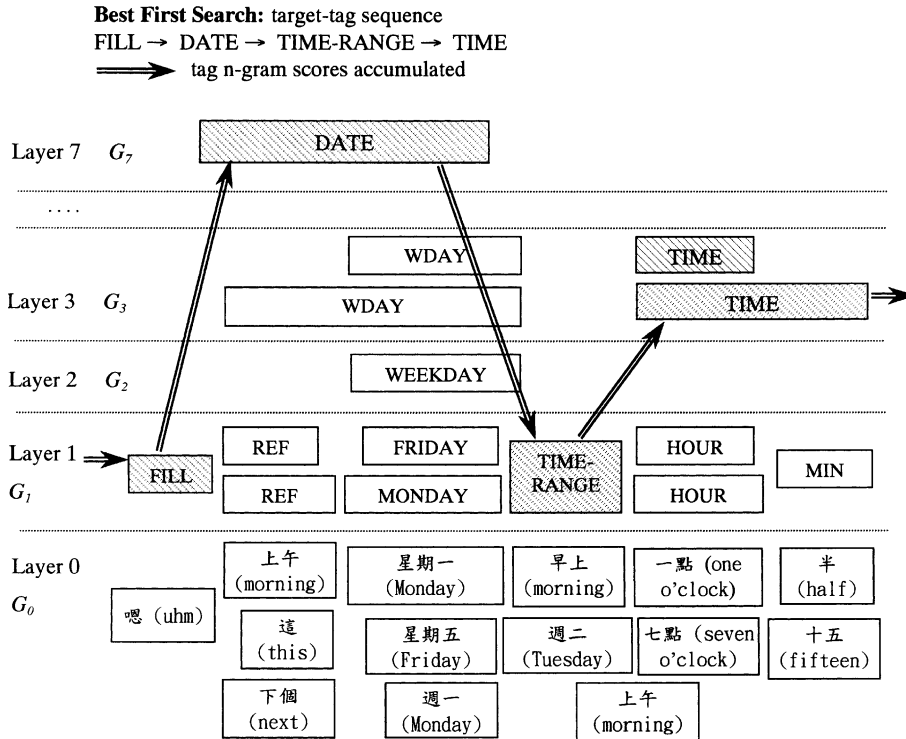 Best First Search: target-tag sequence
FILL → DATE → TIME-RANGE → TIME
tag n-gram scores accumulated
Layer 7 G7
DATE
....
WDAY
TIME
Layer 3 G3
WDAY
TIME
Layer 2 G2
WEEKDAY
Layer 1
G1
FILL
REF
FRIDAY
TIME-
RANGE
HOUR
MIN
REF
MONDAY
HOUR
Layer 0
G0
嗯 (uhm)
上午
(morning)
星期一
(Monday)
早上
(morning)
一點 (one
o'clock)
半
(half)
這
(this)
星期五
(Friday)
週二
(Tuesday)
七點 (seven
o'clock)
十五
(fifteen)
下個
(next)
週一
(Monday)
上午
(morning)